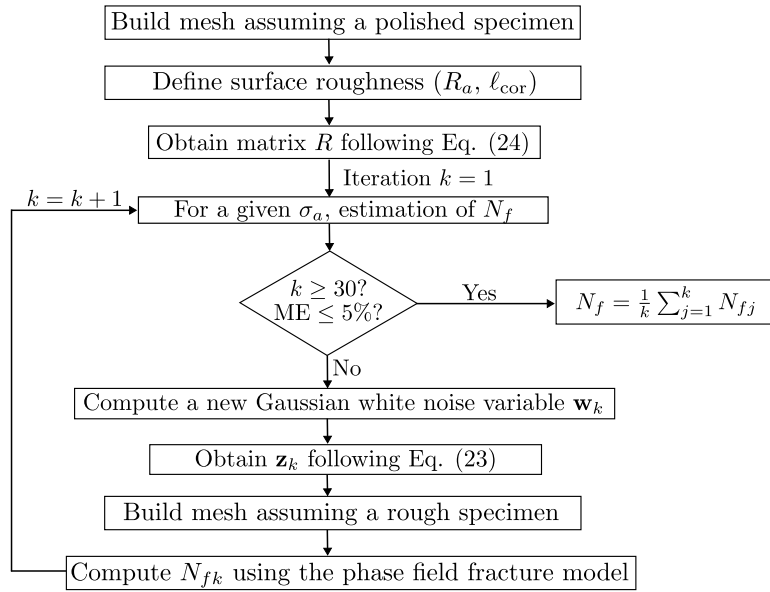 Build mesh assuming a polished specimen
Define surface roughness (Rₐ, ℓ_cor)
Obtain matrix R following Eq. (24)
Iteration k = 1
k = k + 1
For a given σₐ, estimation of N_f
k ≥ 30?
ME ≤ 5%?
Yes
N_f = 1/k ∑_{j=1}^{k} N_{fj}
No
Compute a new Gaussian white noise variable w_k
Obtain z_k following Eq. (23)
Build mesh assuming a rough specimen
Compute N_{fk} using the phase field fracture model